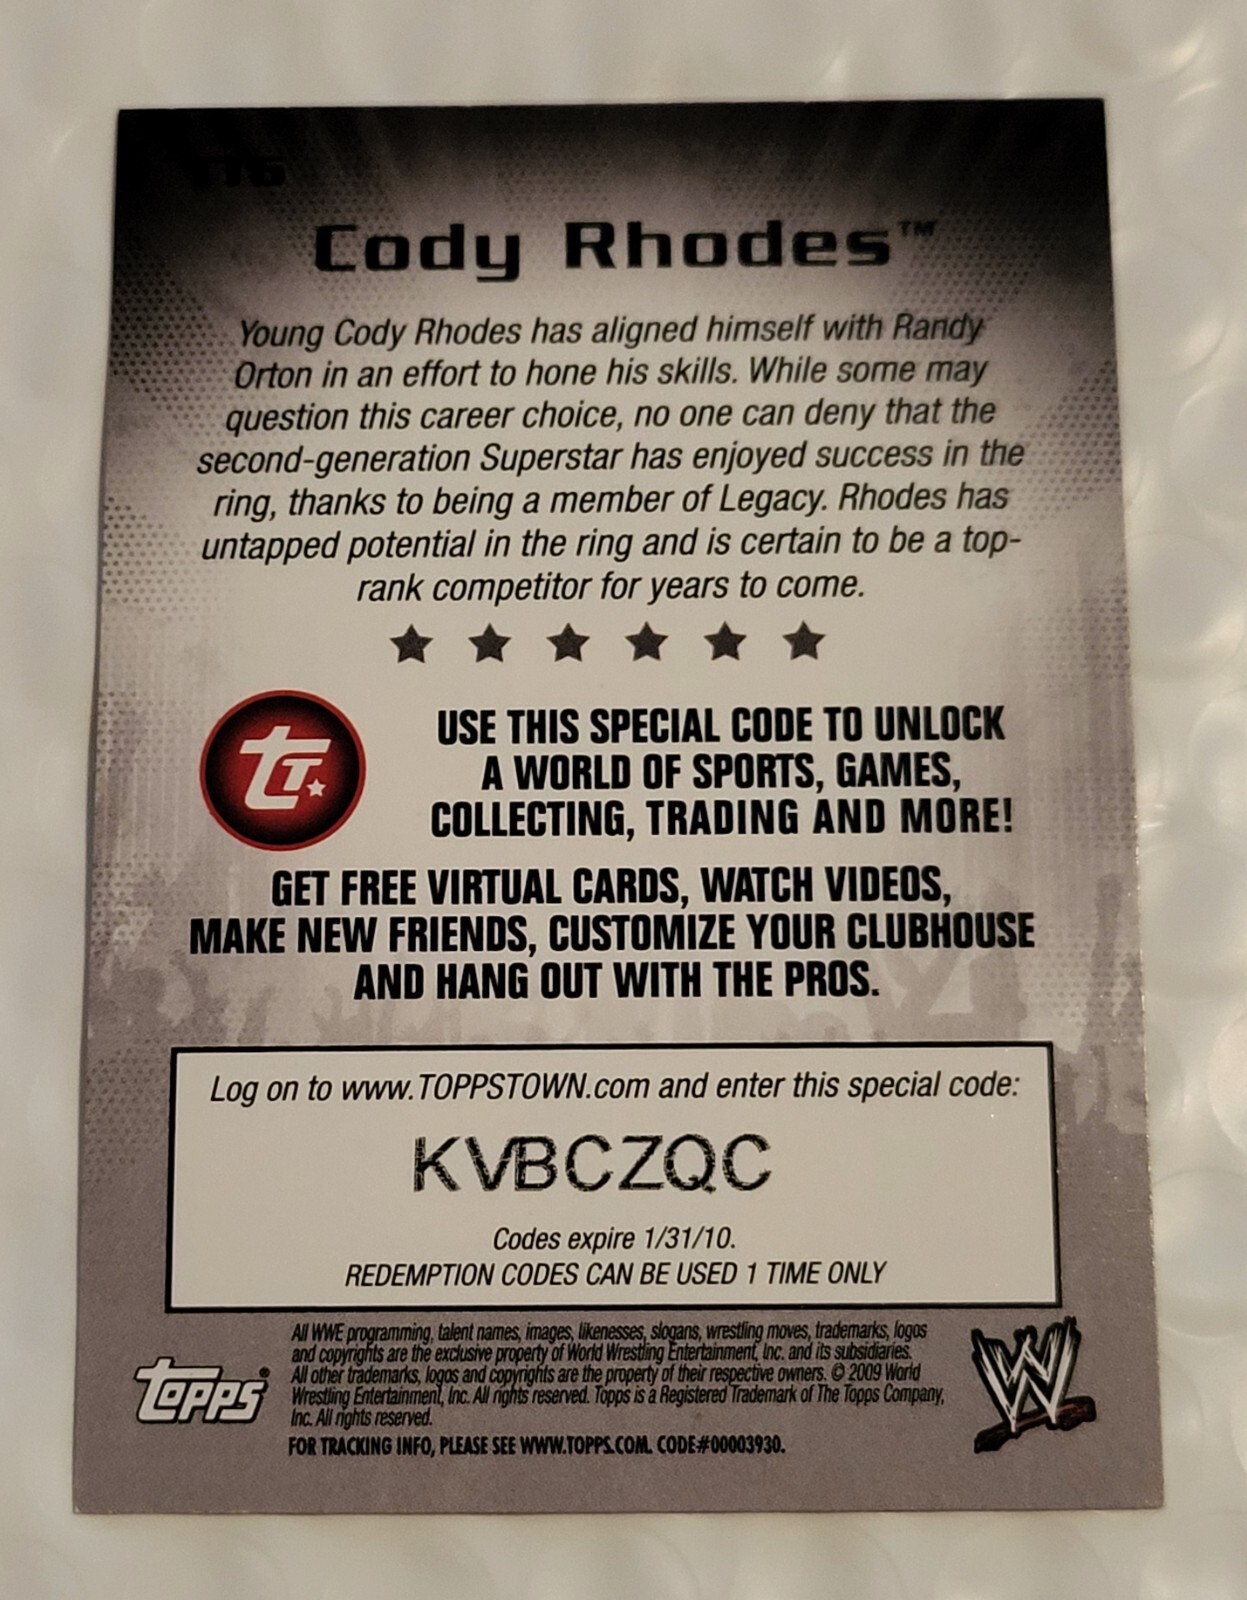 TT6
Cody Rhodes™
Young Cody Rhodes has aligned himself with Randy
Orton in an effort to hone his skills. While some may
question this career choice, no one can deny that the
second-generation Superstar has enjoyed success in the
ring, thanks to being a member of Legacy. Rhodes has
untapped potential in the ring and is certain to be a top-
rank competitor for years to come.
TT
USE THIS SPECIAL CODE TO UNLOCK
A WORLD OF SPORTS, GAMES,
COLLECTING, TRADING AND MORE!
GET FREE VIRTUAL CARDS, WATCH VIDEOS,
MAKE NEW FRIENDS, CUSTOMIZE YOUR CLUBHOUSE
AND HANG OUT WITH THE PROS.
Log on to www.TOPPSTOWN.com and enter this special code:
KVBCZQC
Codes expire 1/31/10.
REDEMPTION CODES CAN BE USED 1 TIME ONLY
All WWE programming, talent names, images, likenesses, slogans, wrestling moves, trademarks, logos
and copyrights are the exclusive property of World Wrestling Entertainment, Inc. and its subsidiaries.
All other trademarks, logos and copyrights are the property of their respective owners. © 2009 World
Wrestling Entertainment, Inc. All rights reserved. Topps is a Registered Trademark of The Topps Company,
Inc. All rights reserved.
FOR TRACKING INFO, PLEASE SEE WWW.TOPPS.COM. CODE#00003930.
Topps®
W